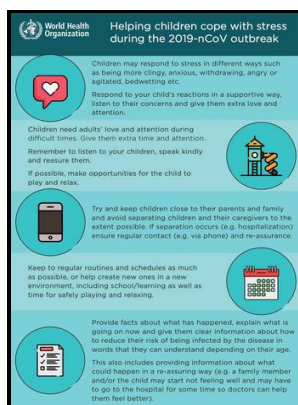 World Health
Organization
Helping children cope with stress
during the 2019-nCoV outbreak
Children may respond to stress in different ways such
as being more clingy, anxious, withdrawing, angry or
agitated, bedwetting etc.
Respond to your child's reactions in a supportive way,
listen to their concerns and give them extra love and
attention.
Children need adults' love and attention during
difficult times. Give them extra time and attention.
Remember to listen to your children, speak kindly
and reassure them.
If possible, make opportunities for the child to
play and relax.
Try and keep children close to their parents and family
and avoid separating children and their caregivers to the
extent possible. If separation occurs (e.g. hospitalization)
ensure regular contact (e.g. via phone) and re-assurance.
Keep to regular routines and schedules as much
as possible, or help create new ones in a new
environment, including school/learning as well as
time for safely playing and relaxing.
Provide facts about what has happened, explain what is
going on now and give them clear information about how
to reduce their risk of being infected by the disease in
words that they can understand depending on their age.
This also includes providing information about what
could happen in a re-assuring way (e.g. a family member
and/or the child may start not feeling well and may have
to go to the hospital for some time so doctors can help
them feel better).